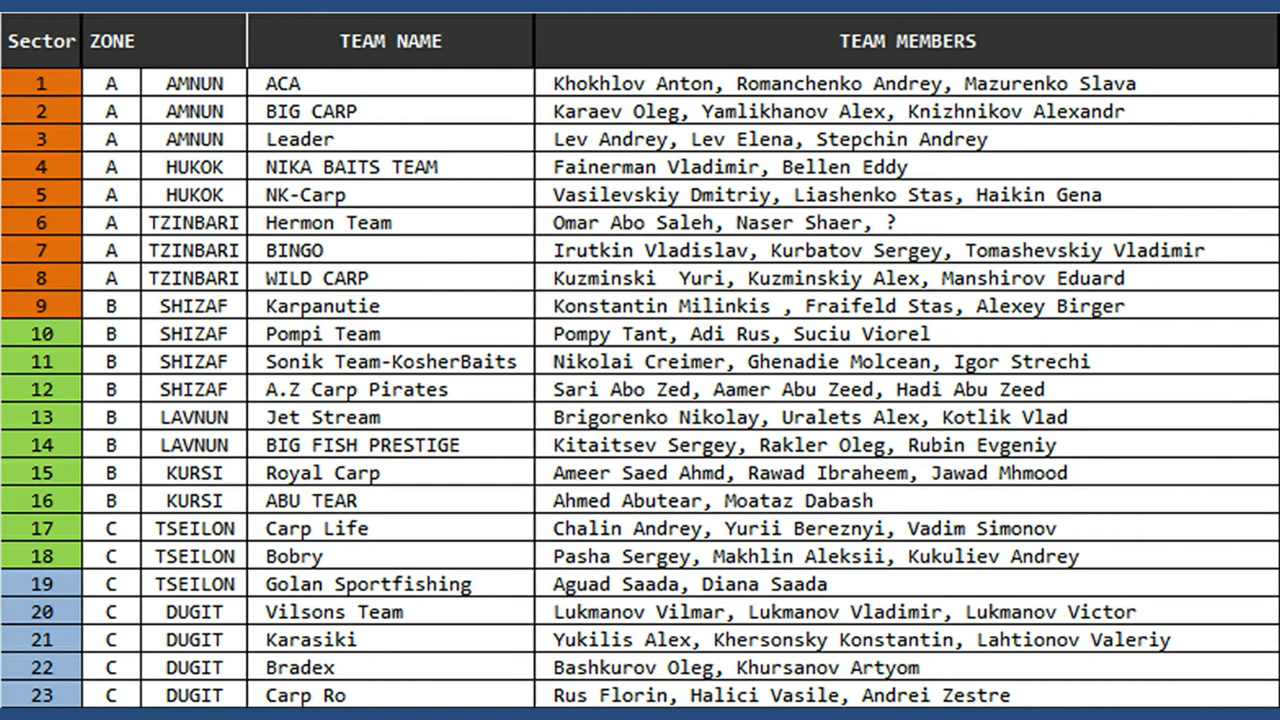 Sector ZONE TEAM NAME TEAM MEMBERS
1 A AMNUN ACA Khokhlov Anton, Romanchenko Andrey, Mazurenko Slava
2 A AMNUN BIG CARP Karaev Oleg, Yamlikhanov Alex, Knizhnikov Alexandr
3 A AMNUN Leader Lev Andrey, Lev Elena, Stepchin Andrey
4 A HUKOK NIKA BAITS TEAM Fainerman Vladimir, Bellen Eddy
5 A HUKOK NK-Carp Vasilevskiy Dmitriy, Liashenko Stas, Haikin Gena
6 A TZINBARI Hermon Team Omar Abo Saleh, Naser Shaer, ?
7 A TZINBARI BINGO Irutkin Vladislav, Kurbatov Sergey, Tomashevskiy Vladimir
8 A TZINBARI WILD CARP Kuzminski  Yuri, Kuzminskiy Alex, Manshirov Eduard
9 B SHIZAF Karpanutie Konstantin Milinkis , Fraifeld Stas, Alexey Birger
10 B SHIZAF Pompi Team Pompy Tant, Adi Rus, Suciu Viorel
11 B SHIZAF Sonik Team-KosherBaits Nikolai Creimer, Ghenadie Molcean, Igor Strechi
12 B SHIZAF A.Z Carp Pirates Sari Abo Zed, Aamer Abu Zeed, Hadi Abu Zeed
13 B LAVNUN Jet Stream Brigorenko Nikolay, Uralets Alex, Kotlik Vlad
14 B LAVNUN BIG FISH PRESTIGE Kitaitsev Sergey, Rakler Oleg, Rubin Evgeniy
15 B KURSI Royal Carp Ameer Saed Ahmd, Rawad Ibraheem, Jawad Mhmood
16 B KURSI ABU TEAR Ahmed Abutear, Moataz Dabash
17 C TSEILON Carp Life Chalin Andrey, Yurii Bereznyi, Vadim Simonov
18 C TSEILON Bobry Pasha Sergey, Makhlin Aleksii, Kukuliev Andrey
19 C TSEILON Golan Sportfishing Aguad Saada, Diana Saada
20 C DUGIT Vilsons Team Lukmanov Vilmar, Lukmanov Vladimir, Lukmanov Victor
21 C DUGIT Karasiki Yukilis Alex, Khersonsky Konstantin, Lahtionov Valeriy
22 C DUGIT Bradex Bashkurov Oleg, Khursanov Artyom
23 C DUGIT Carp Ro Rus Florin, Halici Vasile, Andrei Zestre